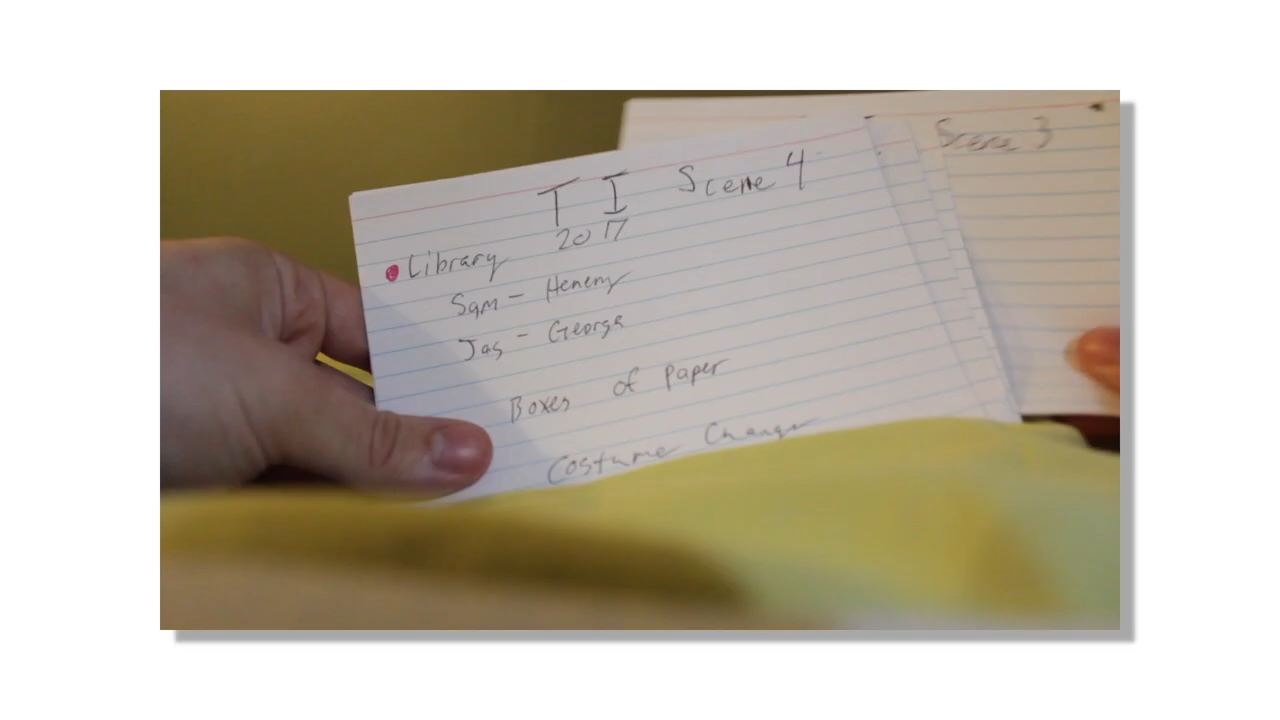 T I Scene 4
2017
Library
Sam - Henery
Jas - George
Boxes of Paper
Costume Change
Scene 3